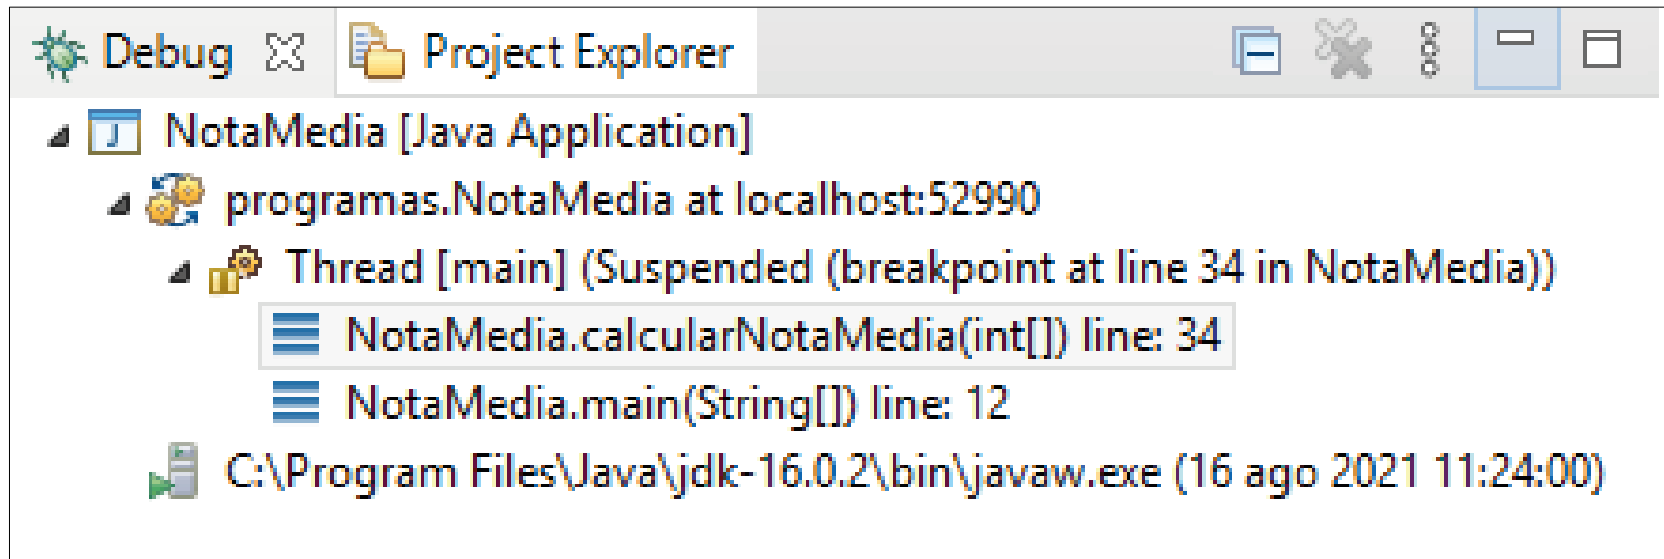 Debug Project Explorer
NotaMedia [Java Application]
programas.NotaMedia at localhost:52990
Thread [main] (Suspended (breakpoint at line 34 in NotaMedia))
NotaMedia.calcularNotaMedia(int[]) line: 34
NotaMedia.main(String[]) line: 12
C:\Program Files\Java\jdk-16.0.2\bin\javaw.exe (16 ago 2021 11:24:00)